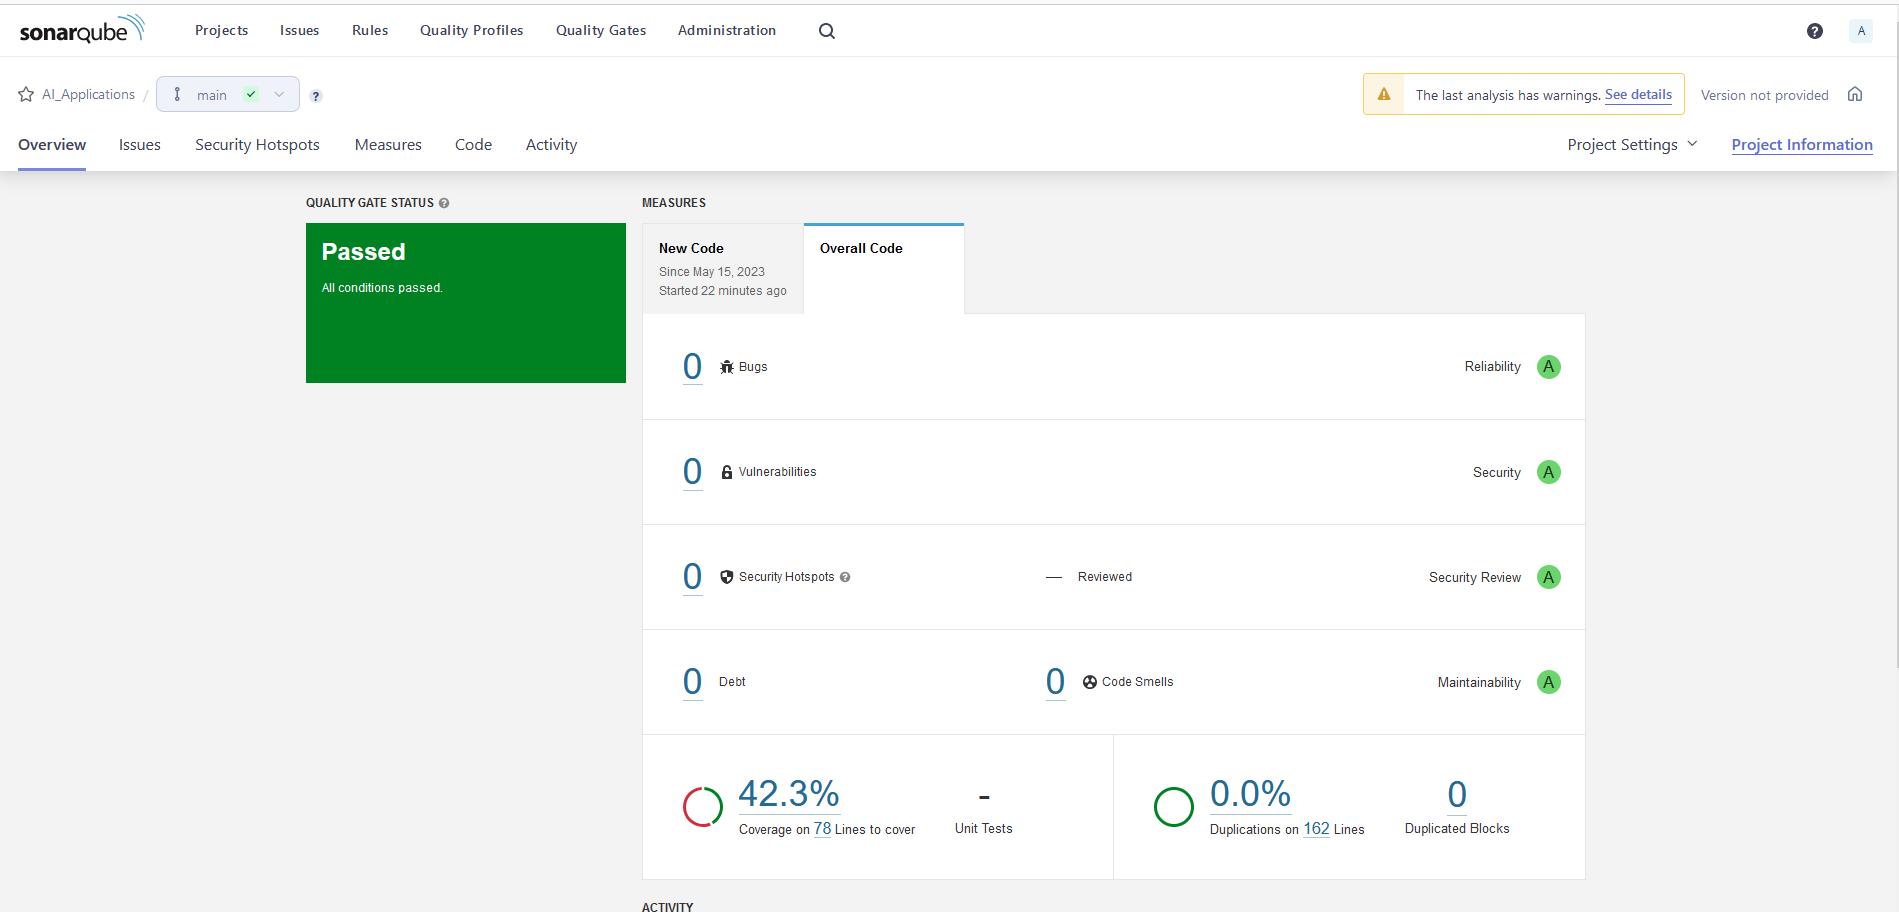 sonarqube Projects Issues Rules Quality Profiles Quality Gates Administration ? A
AI_Applications / main ? The last analysis has warnings. See details Version not provided
Overview Issues Security Hotspots Measures Code Activity Project Settings Project Information
QUALITY GATE STATUS ?
Passed
All conditions passed.
MEASURES
New Code
Since May 15, 2023
Started 22 minutes ago
Overall Code
0 Bugs Reliability A
0 Vulnerabilities Security A
0 Security Hotspots ? — Reviewed Security Review A
0 Debt 0 Code Smells Maintainability A
42.3%
Coverage on 78 Lines to cover
-
Unit Tests
0.0%
Duplications on 162 Lines
0
Duplicated Blocks
ACTIVITY